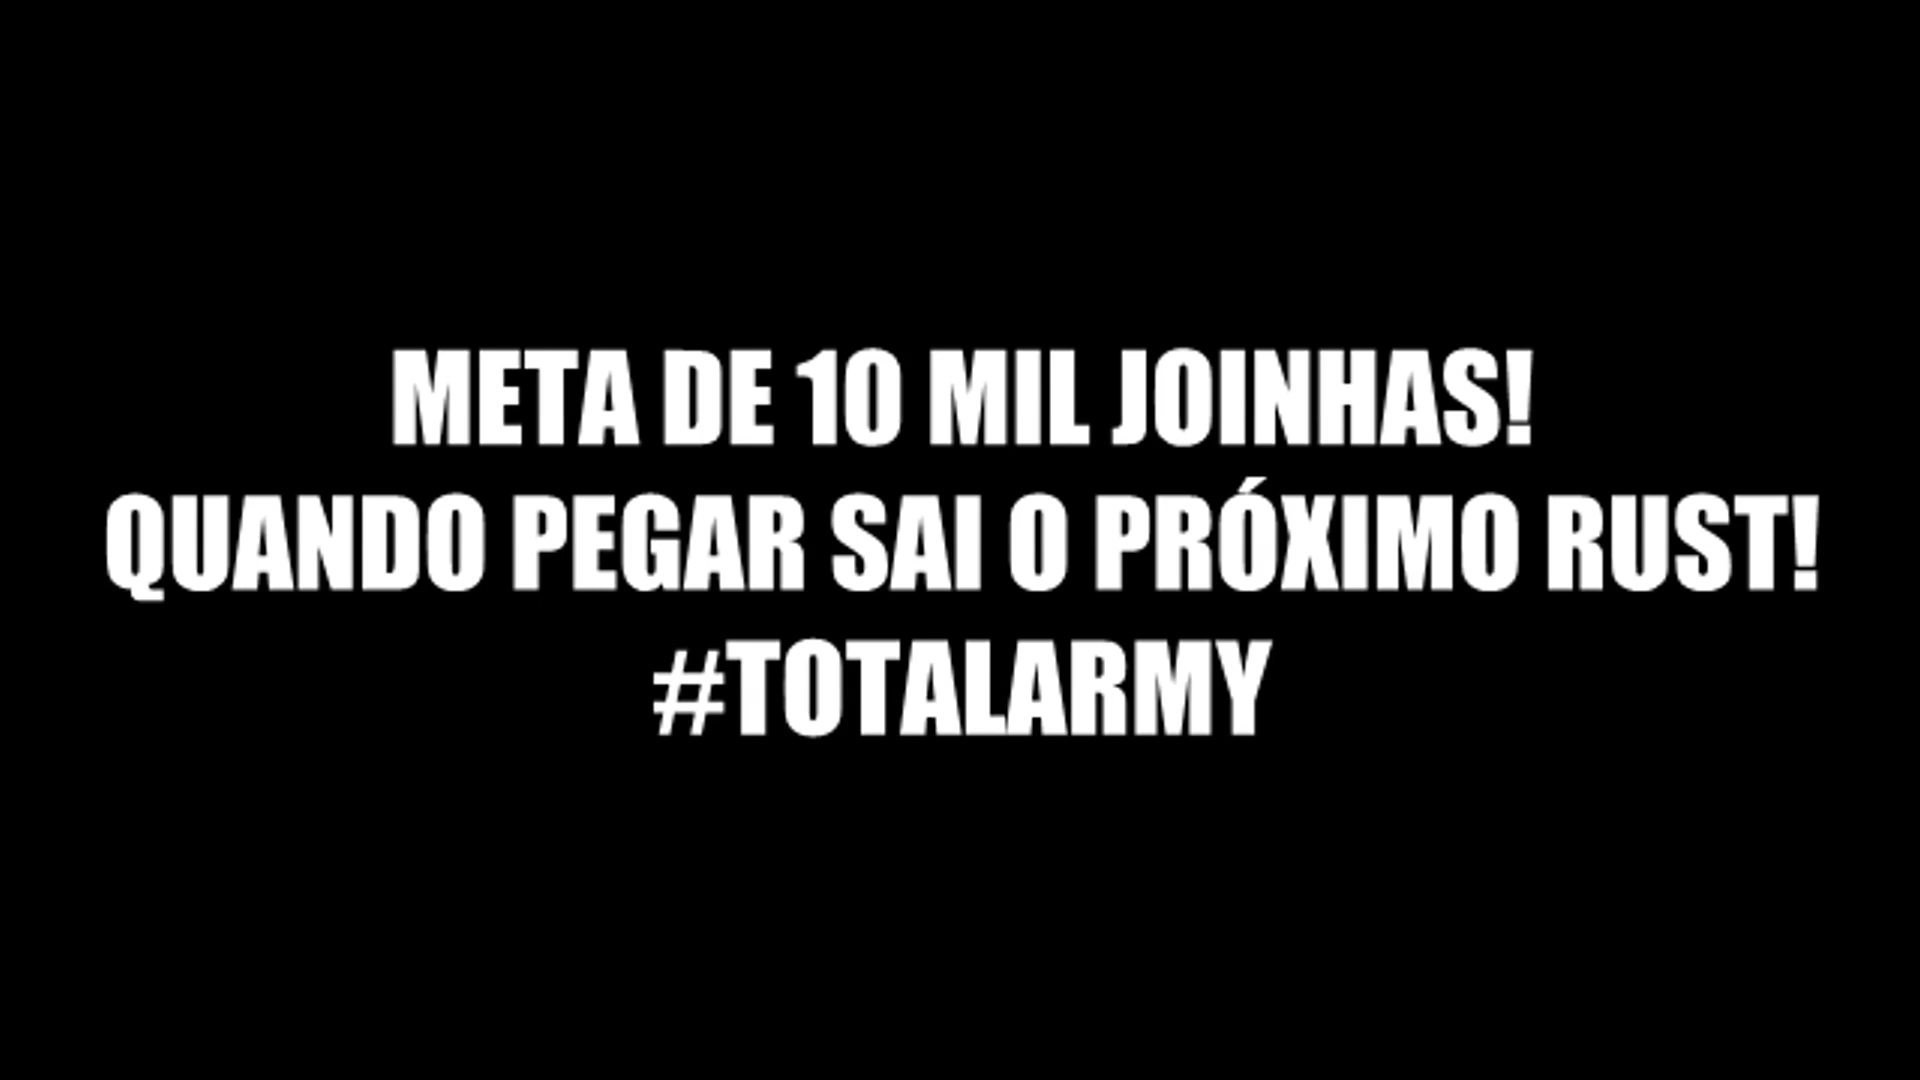 META DE 10 MIL JOINHAS!
QUANDO PEGAR SAI O PRÓXIMO RUST!
#TOTALARMY